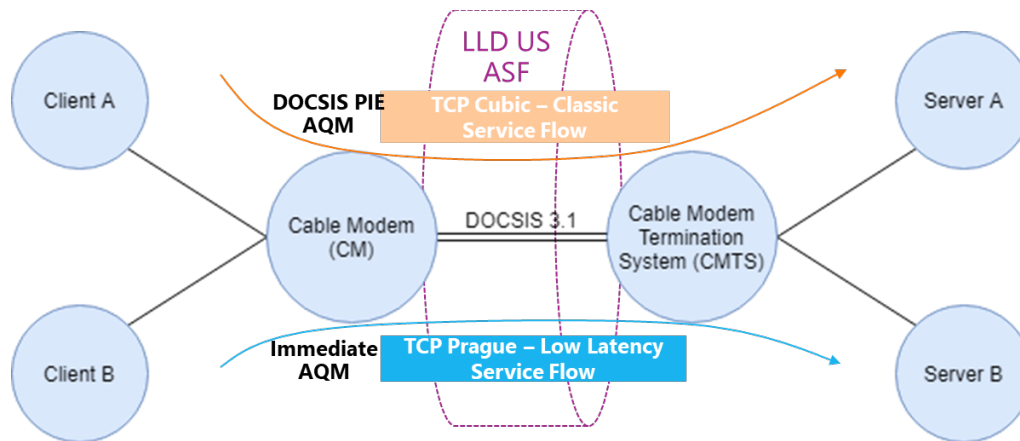 LLD US
ASF
Client A
DOCSIS PIE
AQM
TCP Cubic – Classic
Service Flow
Server A
Cable Modem
(CM)
DOCSIS 3.1
Cable Modem
Termination
System (CMTS)
Client B
Immediate
AQM
TCP Prague – Low Latency
Service Flow
Server B